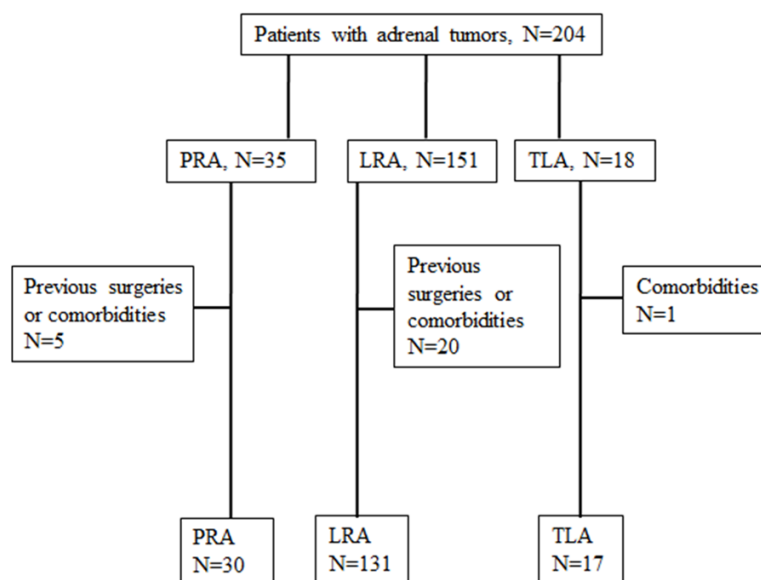 Patients with adrenal tumors, N=204
PRA, N=35
LRA, N=151
TLA, N=18
Previous surgeries
or comorbidities
N=5
Previous
surgeries or
comorbidities
N=20
Comorbidities
N=1
PRA
N=30
LRA
N=131
TLA
N=17